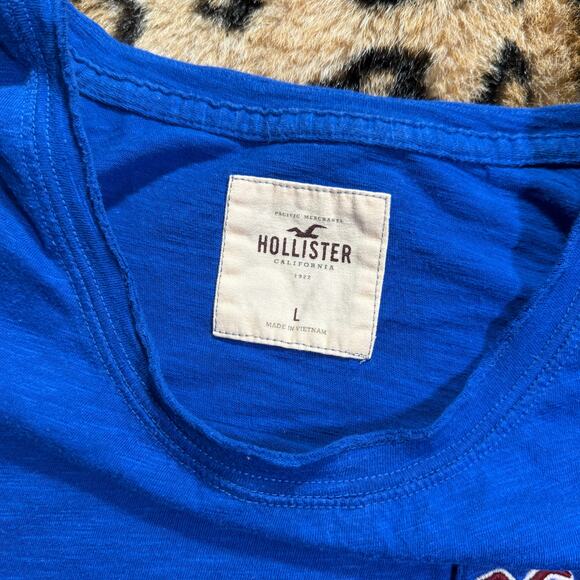 PACIFIC MERCHANTS
HOLLISTER
CALIFORNIA
1922
L
MADE IN VIETNAM